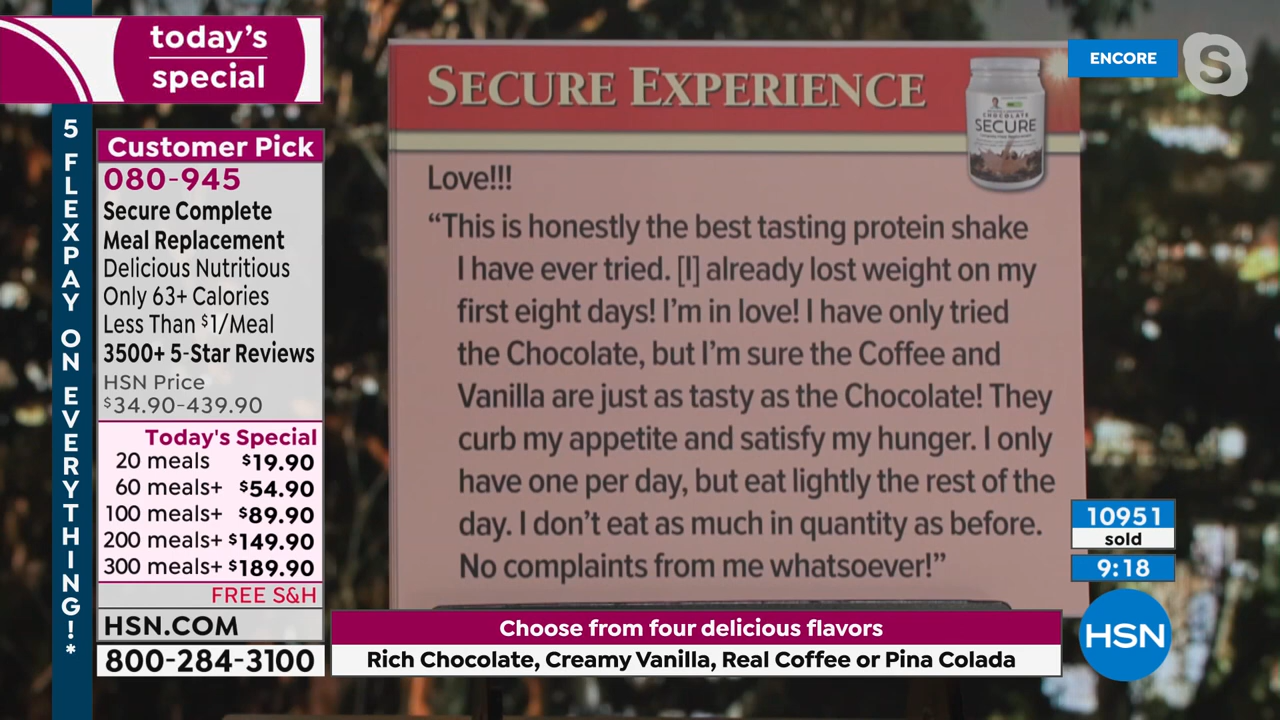 today's
special
5 FLEXPAY ON EVERYTHING!*
Customer Pick
080-945
Secure Complete
Meal Replacement
Delicious Nutritious
Only 63+ Calories
Less Than $1/Meal
3500+ 5-Star Reviews
HSN Price
$34.90-439.90
Today's Special
20 meals $19.90
60 meals+ $54.90
100 meals+ $89.90
200 meals+ $149.90
300 meals+ $189.90
FREE S&H
HSN.COM
800-284-3100
SECURE EXPERIENCE
CHOCOLATE
SECURE
Love!!!
“This is honestly the best tasting protein shake
I have ever tried. [I] already lost weight on my
first eight days! I'm in love! I have only tried
the Chocolate, but I'm sure the Coffee and
Vanilla are just as tasty as the Chocolate! They
curb my appetite and satisfy my hunger. I only
have one per day, but eat lightly the rest of the
day. I don't eat as much in quantity as before.
No complaints from me whatsoever!”
ENCORE
S
10951
sold
9:18
HSN
Choose from four delicious flavors
Rich Chocolate, Creamy Vanilla, Real Coffee or Pina Colada